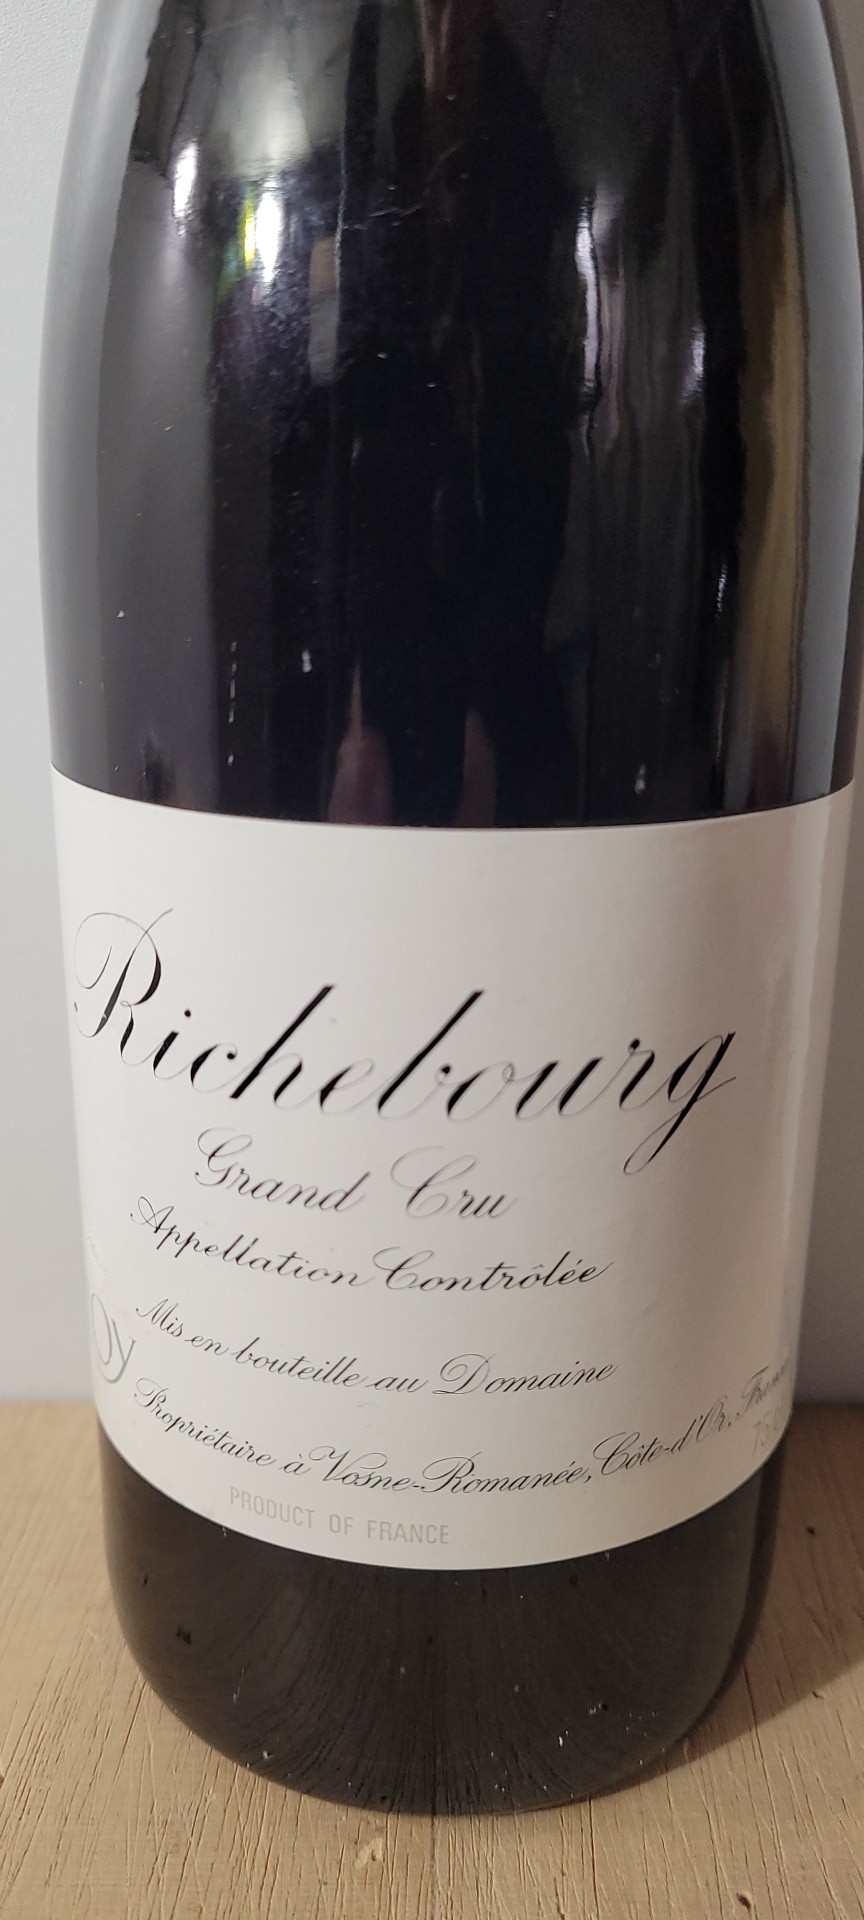 Richebourg
Grand Cru
Appellation Contrôlée
Mis en bouteille au Domaine
Propriétaire à Vosne-Romanée, Côte-d'Or, France
PRODUCT OF FRANCE